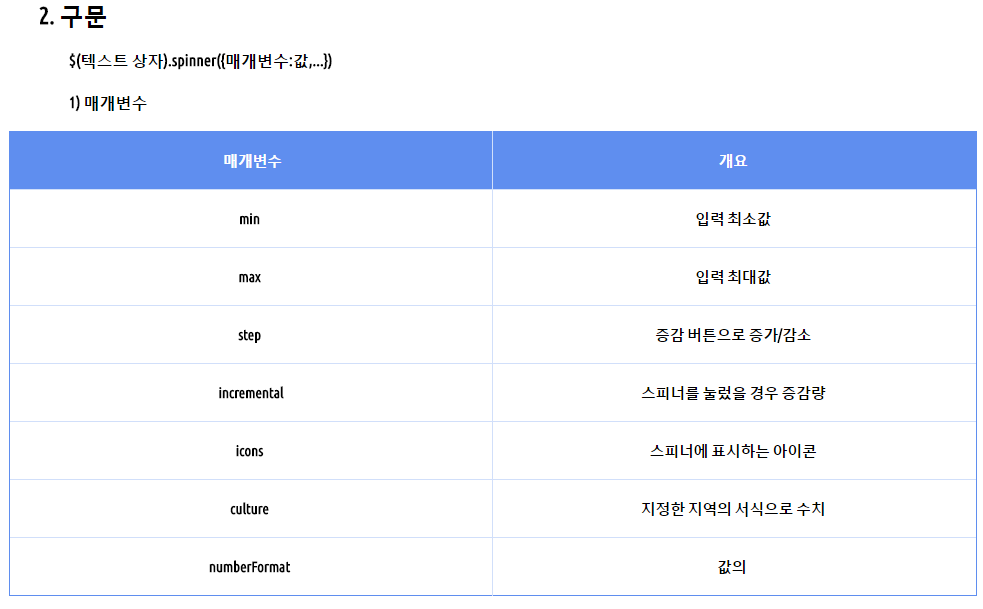 2. 구문
$(텍스트 상자).spinner({매개변수:값,...})
1) 매개변수
매개변수 개요
min 입력 최소값
max 입력 최대값
step 증감 버튼으로 증가/감소
incremental 스피너를 눌렀을 경우 증감량
icons 스피너에 표시하는 아이콘
culture 지정한 지역의 서식으로 수치
numberFormat 값의